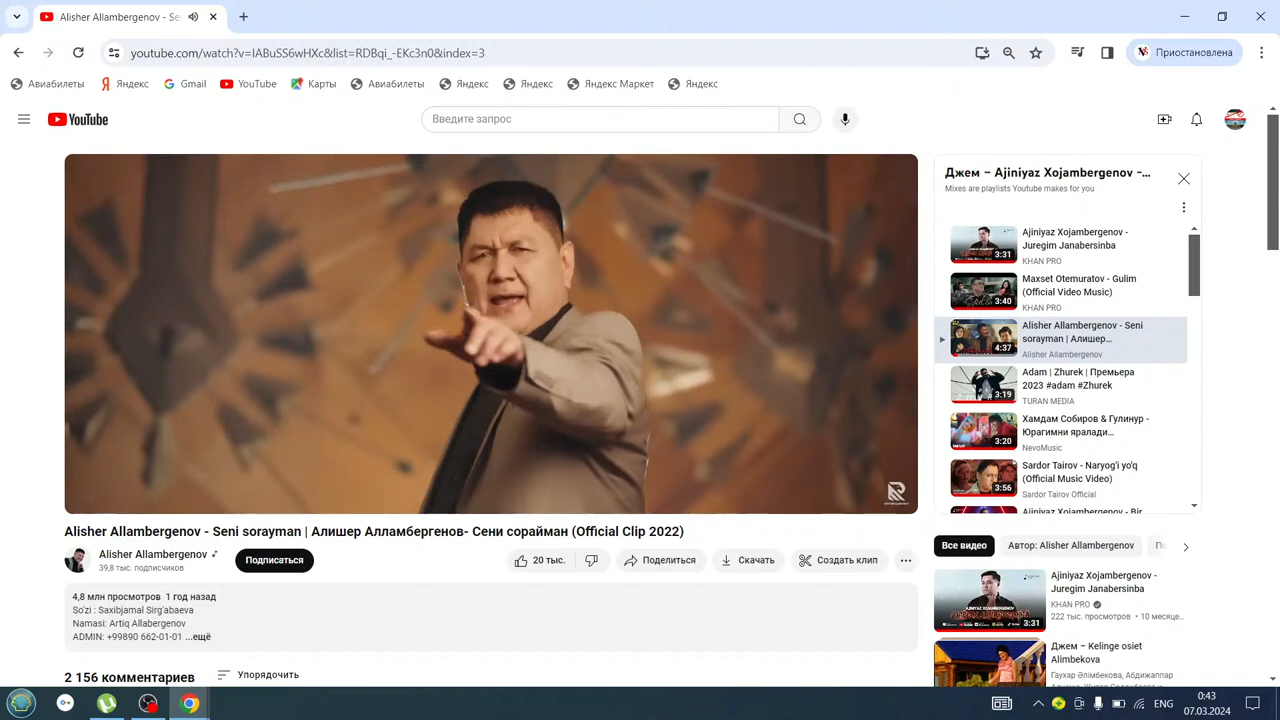 Alisher Allambergenov - Se
youtube.com/watch?v=IABuSS6wHXc&list=RDBqi_-EKc3n0&index=3
Приостановлена
Авиабилеты
Яндекс
Gmail
YouTube
Карты
Авиабилеты
Яндекс
Яндекс
Яндекс Маркет
Яндекс
YouTube
Введите запрос
Джем – Ajiniyaz Xojambergenov -...
Mixes are playlists Youtube makes for you
Ajiniyaz Xojambergenov -
Juregim Janabersinba
3:31
KHAN PRO
Maxset Otemuratov - Gulim
(Official Video Music)
3:40
KHAN PRO
Alisher Allambergenov - Seni
sorayman | Алишер...
4:37
Alisher Allambergenov
Adam | Zhurek | Премьера
2023 #adam #Zhurek
3:19
TURAN MEDIA
Хамдам Собиров & Гулинур -
Юрагимни яралади...
3:20
NevoMusic
Sardor Tairov - Naryog'i yo'q
(Official Music Video)
3:56
Sardor Tairov Official
Ajiniyaz Xojambergenov - Bir
Alisher Allambergenov - Seni sorayman | Алишер Алламбергенов- Сени сорайман (Official Clip 2022)
Alisher Allambergenov
39,8 тыс. подписчиков
Подписаться
20 тыс.
Поделиться
Скачать
Создать клип
4,8 млн просмотров 1 год назад
So'zi : Saxibjamal Sirg'abaeva
Namasi: Artiq Allabergenov
ADMIN: +99890 662-01-01 ...ещё
2 156 комментариев
Упорядочить
Все видео
Автор: Alisher Allambergenov
По
Ajiniyaz Xojambergenov -
Juregim Janabersinba
KHAN PRO
222 тыс. просмотров • 10 месяце...
3:31
Джем – Kelinge osiet
Alimbekova
Гаухар Әлімбекова, Абдижаппар
ENG
0:43
07.03.2024